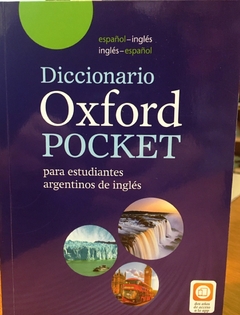 español–inglés
inglés–español
Diccionario
Oxford
POCKET
para estudiantes
argentinos de inglés